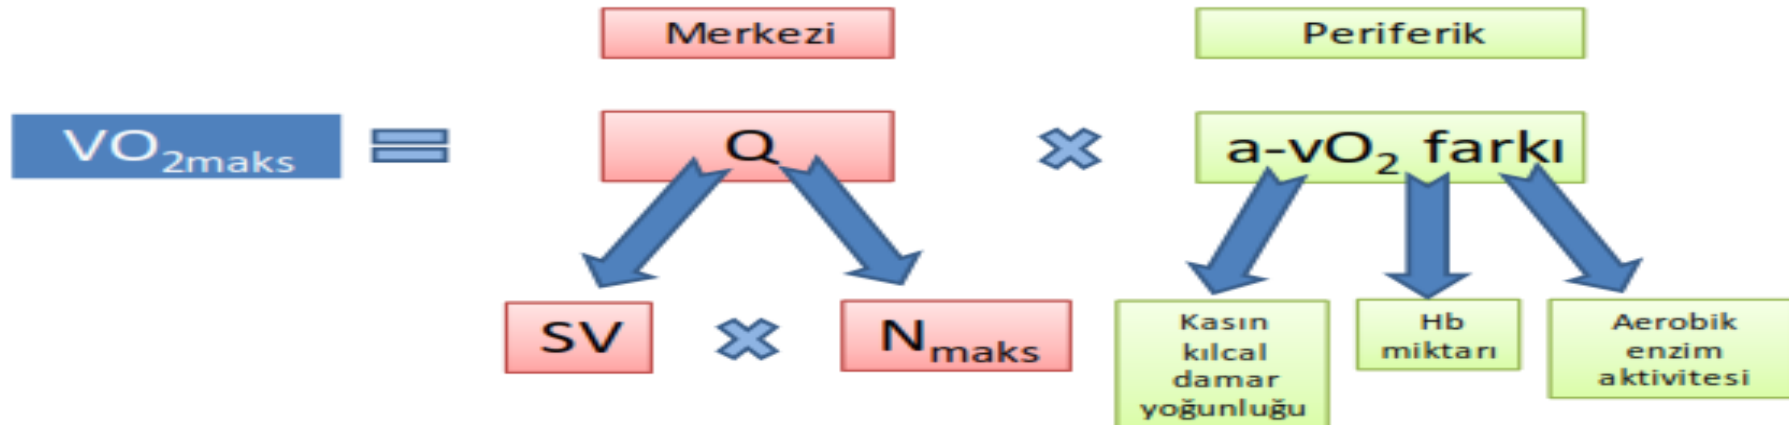 Merkezi
Periferik
VO₂maks
Q
a-vO₂ farkı
SV
Nmaks
Kasın
kılcal
damar
yoğunluğu
Hb
miktarı
Aerobik
enzim
aktivitesi